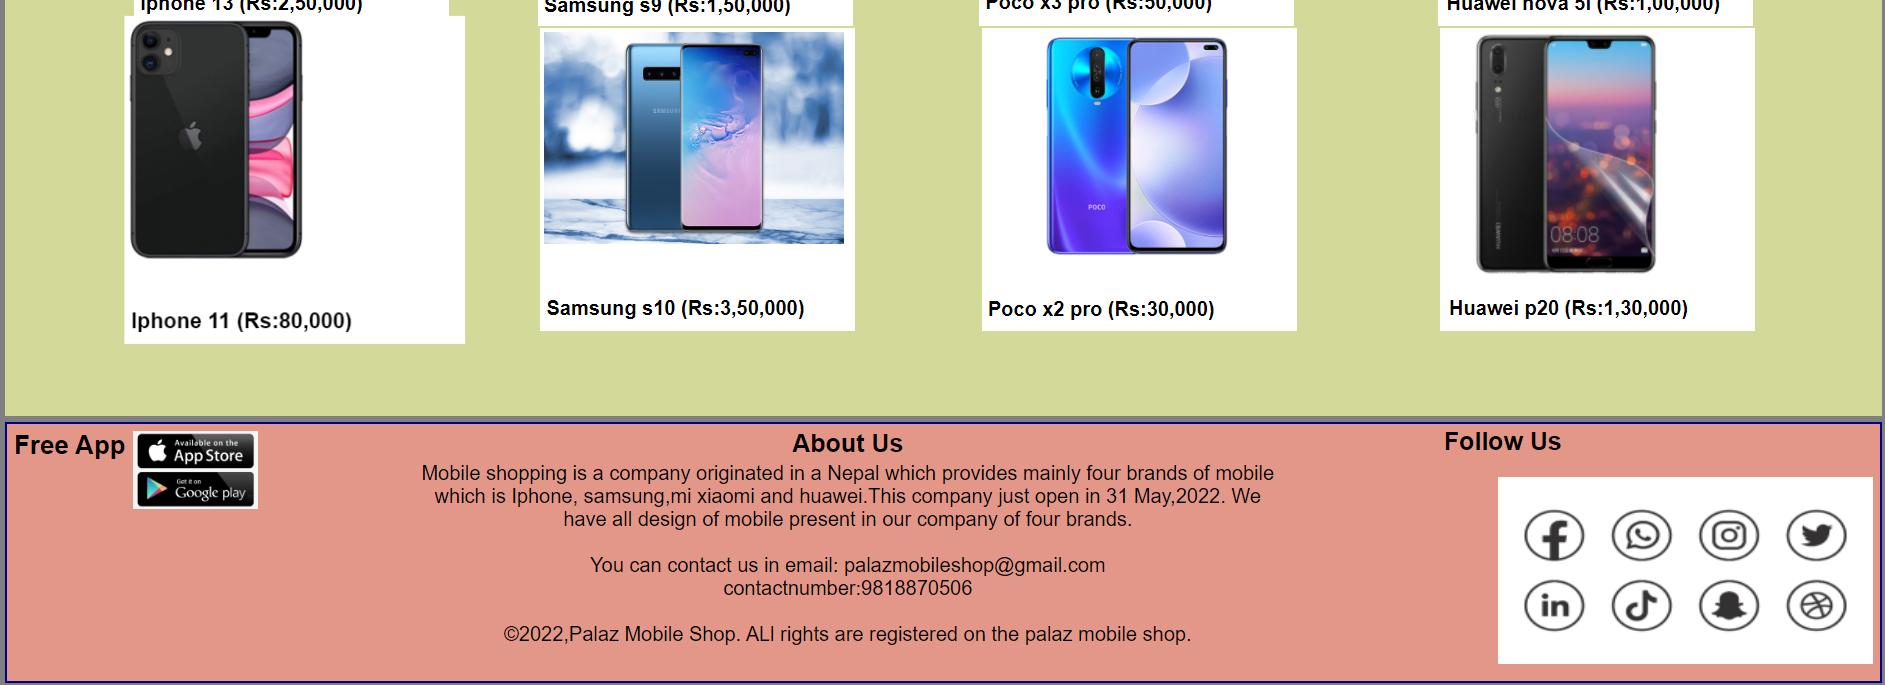 Iphone 13 (Rs:2,50,000)
Samsung s9 (Rs:1,50,000)
Poco x3 pro (Rs:50,000)
Huawei nova 5i (Rs:1,00,000)
SAMSUNG
POCO
HUAWEI
08:08
Iphone 11 (Rs:80,000)
Samsung s10 (Rs:3,50,000)
Poco x2 pro (Rs:30,000)
Huawei p20 (Rs:1,30,000)
Free App
Available on the
App Store
Get it on
Google play
About Us
Mobile shopping is a company originated in a Nepal which provides mainly four brands of mobile
which is Iphone, samsung,mi xiaomi and huawei.This company just open in 31 May,2022. We
have all design of mobile present in our company of four brands.
You can contact us in email: palazmobileshop@gmail.com
contactnumber:9818870506
©2022,Palaz Mobile Shop. ALl rights are registered on the palaz mobile shop.
Follow Us
in